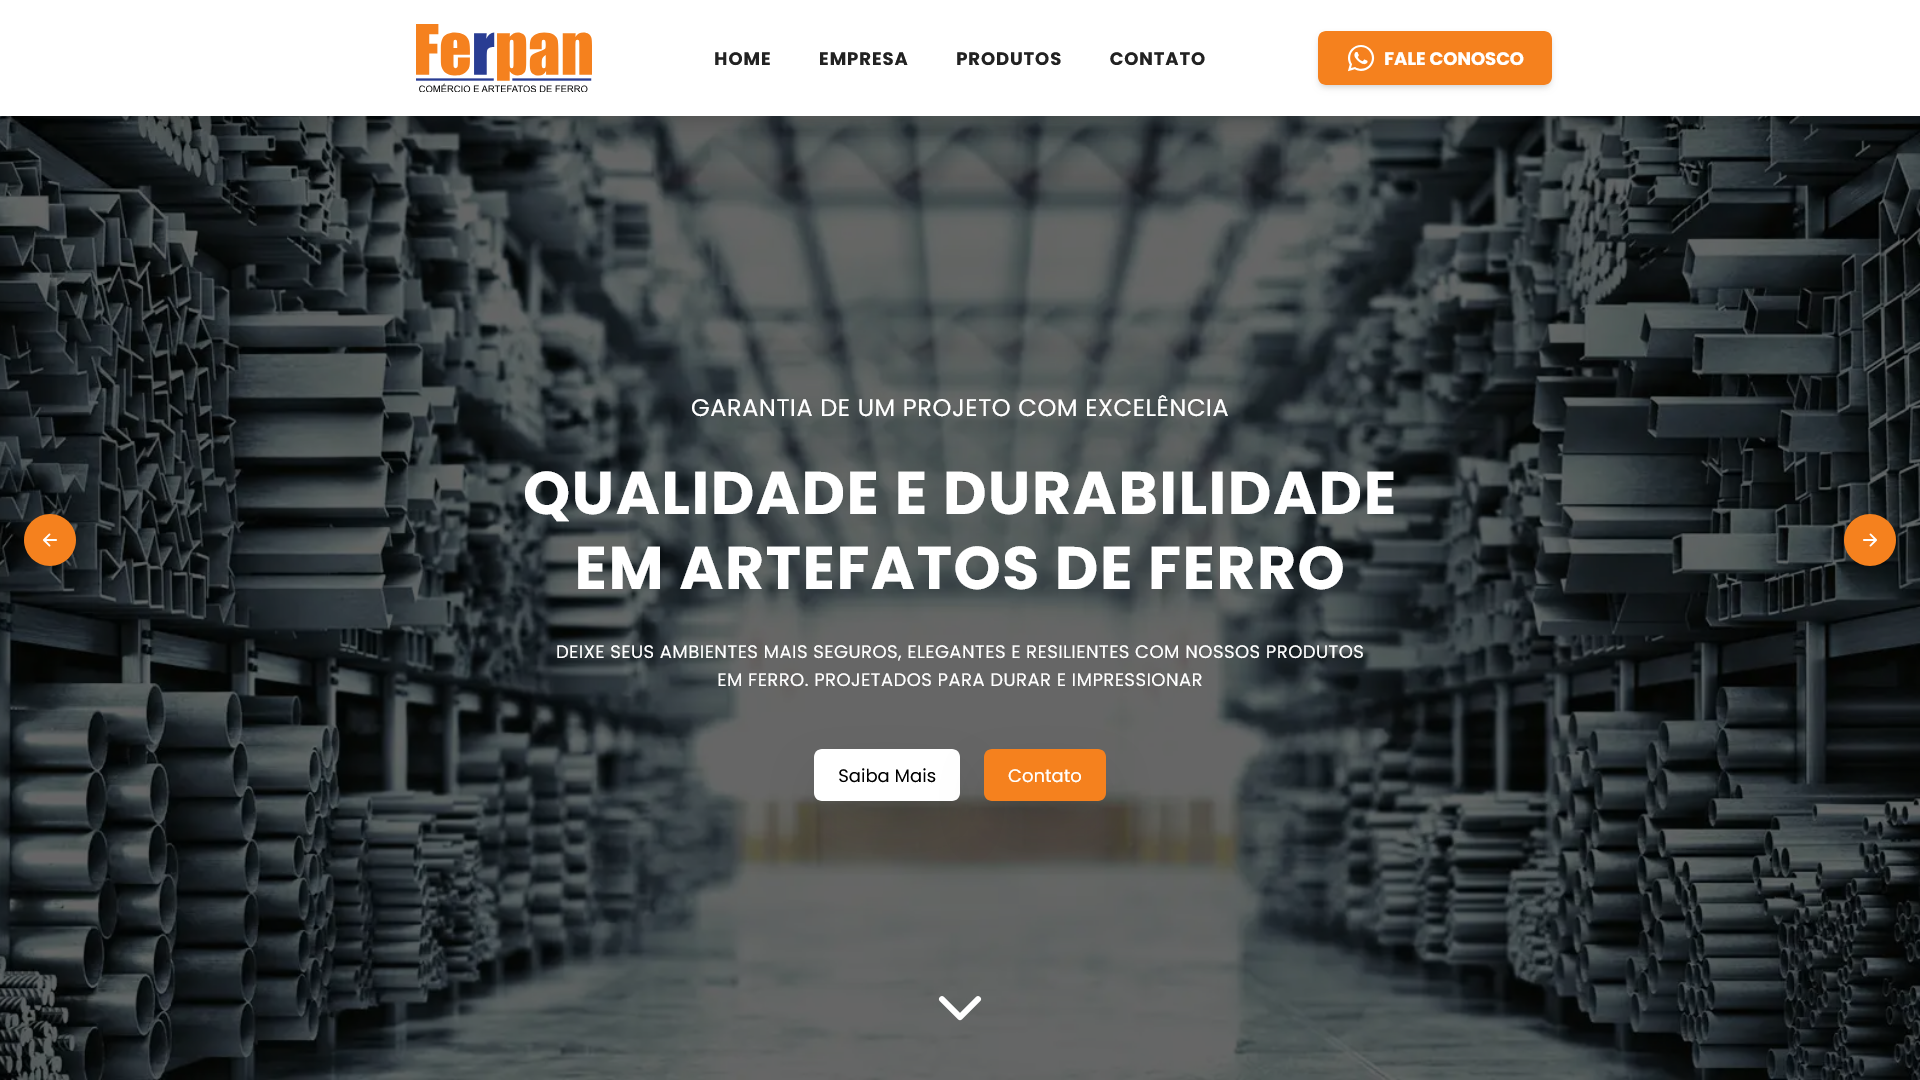 Ferpan
COMÉRCIO E ARTEFATOS DE FERRO
HOME
EMPRESA
PRODUTOS
CONTATO
FALE CONOSCO
GARANTIA DE UM PROJETO COM EXCELÊNCIA
QUALIDADE E DURABILIDADE
EM ARTEFATOS DE FERRO
DEIXE SEUS AMBIENTES MAIS SEGUROS, ELEGANTES E RESILIENTES COM NOSSOS PRODUTOS
EM FERRO. PROJETADOS PARA DURAR E IMPRESSIONAR
Saiba Mais
Contato